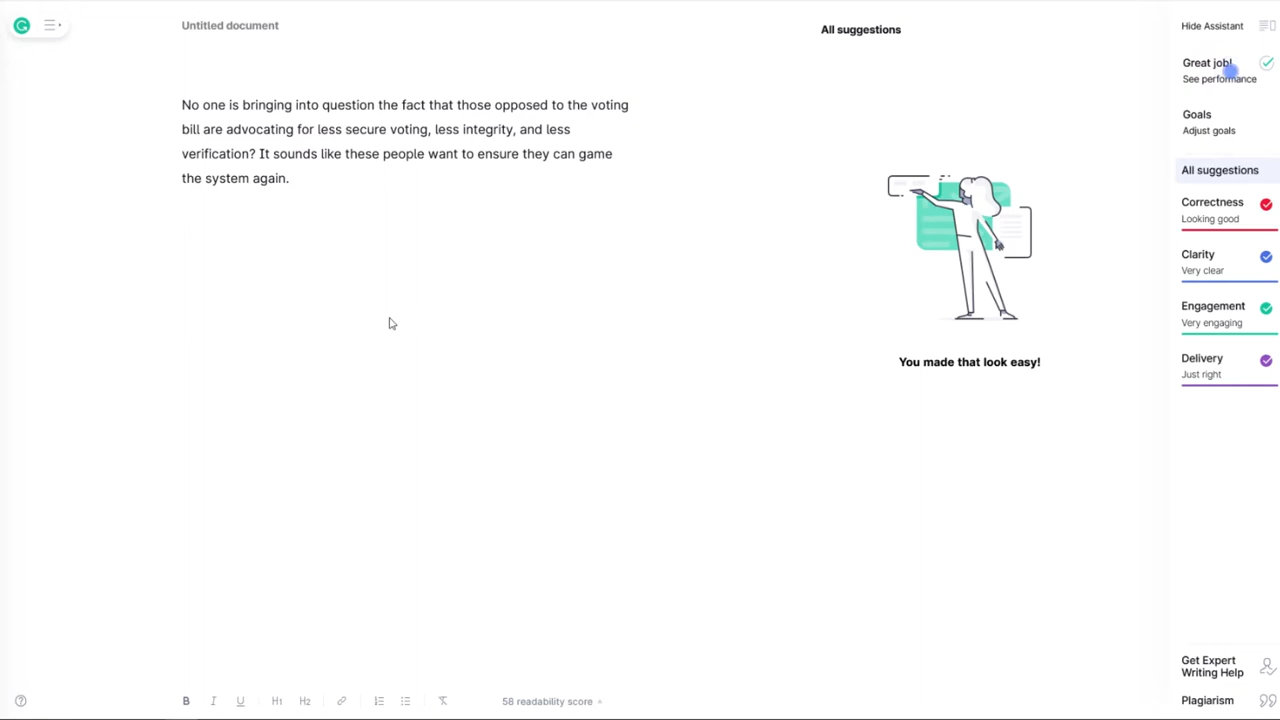 Untitled document
No one is bringing into question the fact that those opposed to the voting
bill are advocating for less secure voting, less integrity, and less
verification? It sounds like these people want to ensure they can game
the system again.
All suggestions
You made that look easy!
Hide Assistant
Great job!
See performance
Goals
Adjust goals
All suggestions
Correctness
Looking good
Clarity
Very clear
Engagement
Very engaging
Delivery
Just right
Get Expert
Writing Help
Plagiarism
B I U H1 H2
58 readability score